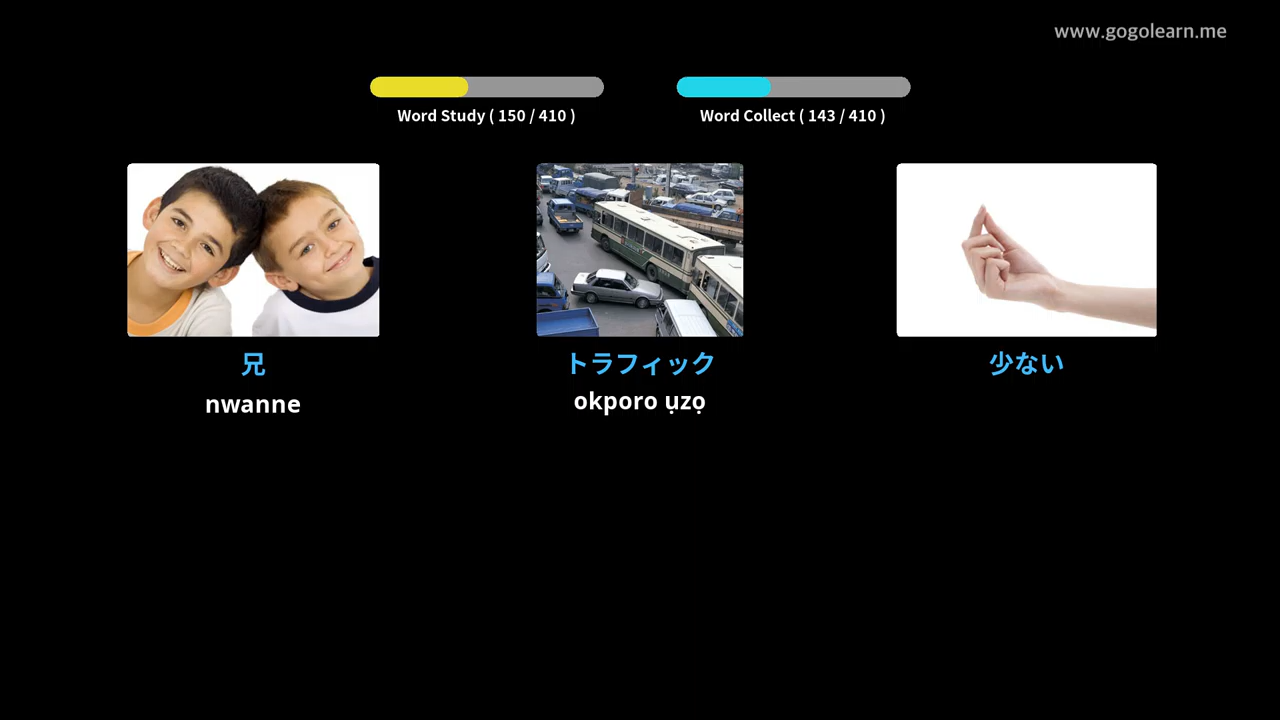 www.gogolearn.me
Word Study ( 150 / 410 )
Word Collect ( 143 / 410 )
兄
トラフィック
少ない
nwanne
okporo ụzọ